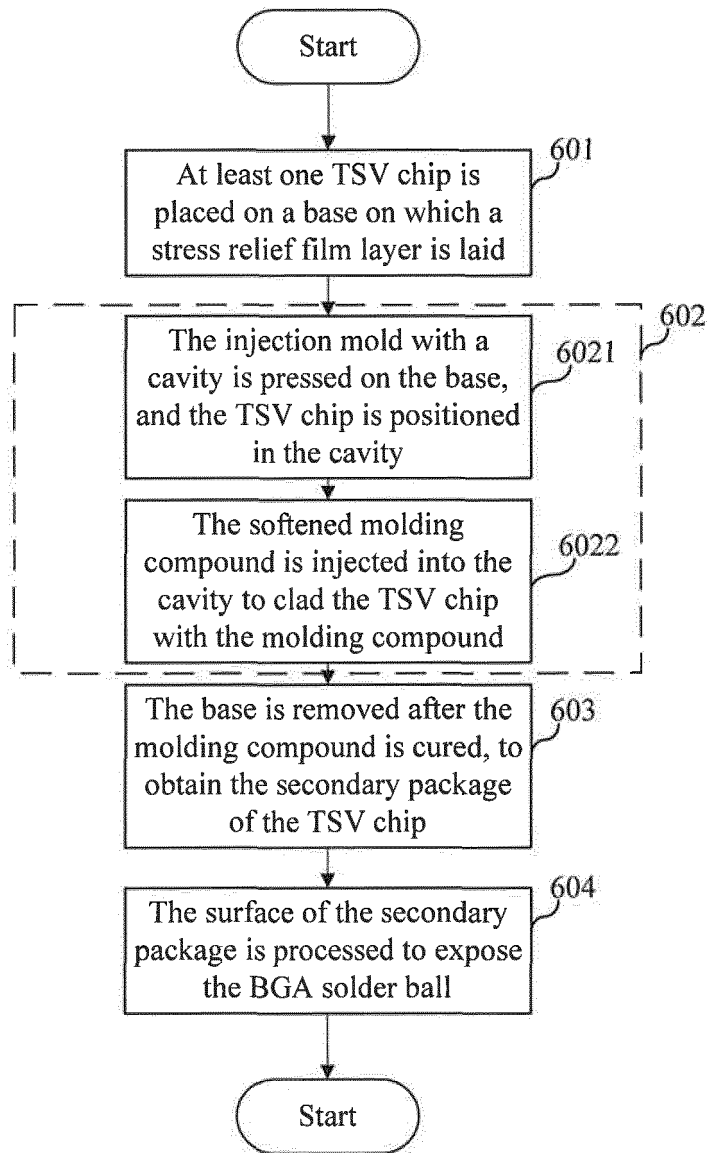 Start
601
At least one TSV chip is
placed on a base on which a
stress relief film layer is laid
602
The injection mold with a
cavity is pressed on the base,
and the TSV chip is positioned
in the cavity
6021
The softened molding
compound is injected into the
cavity to clad the TSV chip
with the molding compound
6022
The base is removed after the
molding compound is cured, to
obtain the secondary package
of the TSV chip
603
The surface of the secondary
package is processed to expose
the BGA solder ball
604
Start